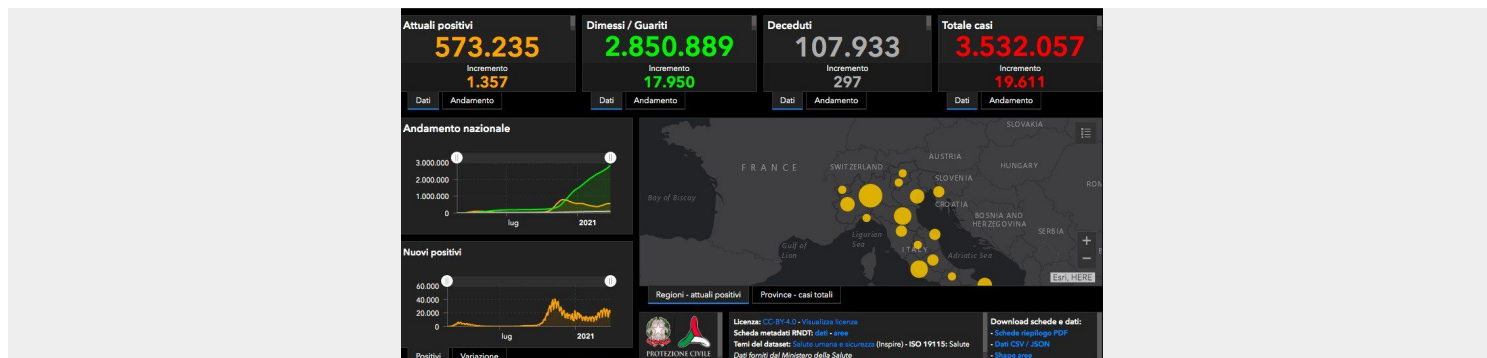 Attuali positivi
573.235
Incremento
1.357
Dati Andamento
Dimessi / Guariti
2.850.889
Incremento
17.950
Dati Andamento
Deceduti
107.933
Incremento
297
Dati Andamento
Totale casi
3.532.057
Incremento
19.611
Dati Andamento
Andamento nazionale
3.000.000
2.000.000
1.000.000
0
lug 2021
Nuovi positivi
60.000
40.000
20.000
0
lug 2021
Positivi Variazione
SLOVAKIA
AUSTRIA
FRANCE
SWITZERLAND
HUNGARY
SLOVENIA
ROM
Bay of Biscay
CROATIA
BOSNIA AND
HERZEGOVINA
SERBIA
Ligurian
Sea
Gulf of
Lion
ITALY
Adriatic Sea
+
−
Esri, HERE
Regioni - attuali positivi Province - casi totali
PROTEZIONE CIVILE
Licenza: CC-BY-4.0 - Visualizza licenza
Scheda metadati RNDT: dati - aree
Temi del dataset: Salute umana e sicurezza (Inspire) - ISO 19115: Salute
Dati forniti dal Ministero della Salute
Download schede e dati:
- Schede riepilogo PDF
- Dati CSV / JSON
- Shape aree